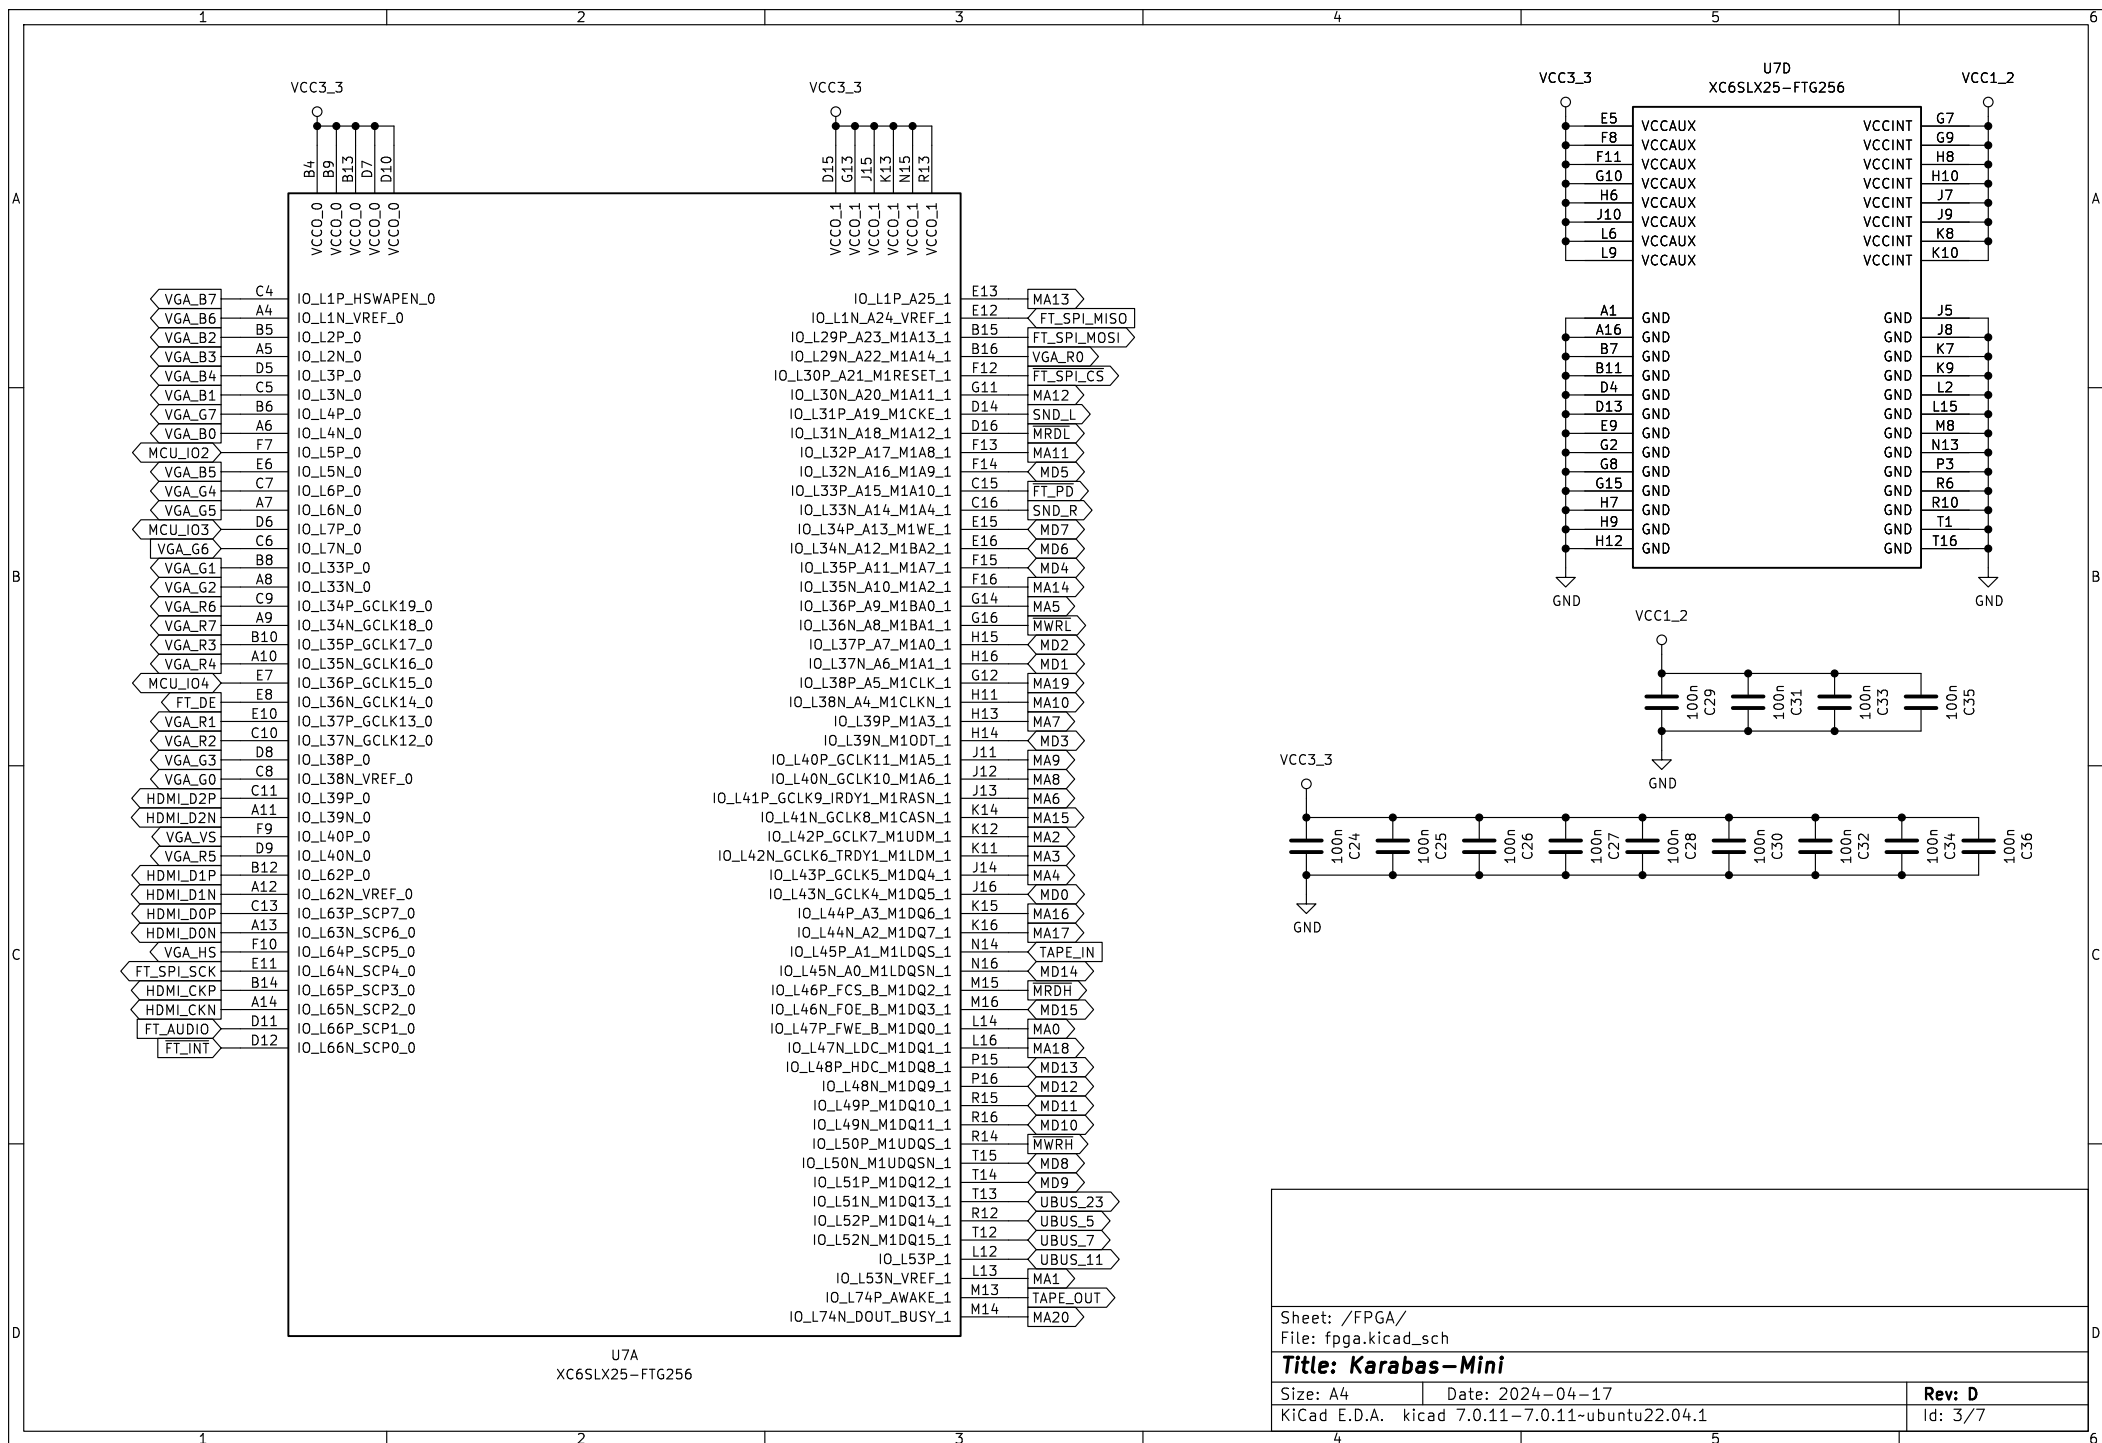 1 2 3 4 5 6
A
B
C
D
VCC3_3
B4 B9 B13 D7 D10
VCCO_0 VCCO_0 VCCO_0 VCCO_0 VCCO_0
VCC3_3
D15 G13 J15 K13 N15 R13
VCCO_1 VCCO_1 VCCO_1 VCCO_1 VCCO_1 VCCO_1
VGA_B7 C4 IO_L1P_HSWAPEN_0
VGA_B6 A4 IO_L1N_VREF_0
VGA_B2 B5 IO_L2P_0
VGA_B3 A5 IO_L2N_0
VGA_B4 D5 IO_L3P_0
VGA_B1 C5 IO_L3N_0
VGA_G7 B6 IO_L4P_0
VGA_B0 A6 IO_L4N_0
MCU_IO2 F7 IO_L5P_0
VGA_B5 E6 IO_L5N_0
VGA_G4 C7 IO_L6P_0
VGA_G5 A7 IO_L6N_0
MCU_IO3 D6 IO_L7P_0
VGA_G6 C6 IO_L7N_0
VGA_G1 B8 IO_L33P_0
VGA_G2 A8 IO_L33N_0
VGA_R6 C9 IO_L34P_GCLK19_0
VGA_R7 A9 IO_L34N_GCLK18_0
VGA_R3 B10 IO_L35P_GCLK17_0
VGA_R4 A10 IO_L35N_GCLK16_0
MCU_IO4 E7 IO_L36P_GCLK15_0
FT_DE E8 IO_L36N_GCLK14_0
VGA_R1 E10 IO_L37P_GCLK13_0
VGA_R2 C10 IO_L37N_GCLK12_0
VGA_G3 D8 IO_L38P_0
VGA_G0 C8 IO_L38N_VREF_0
HDMI_D2P C11 IO_L39P_0
HDMI_D2N A11 IO_L39N_0
VGA_VS F9 IO_L40P_0
VGA_R5 D9 IO_L40N_0
HDMI_D1P B12 IO_L62P_0
HDMI_D1N A12 IO_L62N_VREF_0
HDMI_D0P C13 IO_L63P_SCP7_0
HDMI_D0N A13 IO_L63N_SCP6_0
VGA_HS F10 IO_L64P_SCP5_0
FT_SPI_SCK E11 IO_L64N_SCP4_0
HDMI_CKP B14 IO_L65P_SCP3_0
HDMI_CKN A14 IO_L65N_SCP2_0
FT_AUDIO D11 IO_L66P_SCP1_0
FT_INT D12 IO_L66N_SCP0_0
IO_L1P_A25_1 E13 MA13
IO_L1N_A24_VREF_1 E12 FT_SPI_MISO
IO_L29P_A23_M1A13_1 B15 FT_SPI_MOSI
IO_L29N_A22_M1A14_1 B16 VGA_R0
IO_L30P_A21_M1RESET_1 F12 FT_SPI_CS
IO_L30N_A20_M1A11_1 G11 MA12
IO_L31P_A19_M1CKE_1 D14 SND_L
IO_L31N_A18_M1A12_1 D16 MRDL
IO_L32P_A17_M1A8_1 F13 MA11
IO_L32N_A16_M1A9_1 F14 MD5
IO_L33P_A15_M1A10_1 C15 FT_PD
IO_L33N_A14_M1A4_1 C16 SND_R
IO_L34P_A13_M1WE_1 E15 MD7
IO_L34N_A12_M1BA2_1 E16 MD6
IO_L35P_A11_M1A7_1 F15 MD4
IO_L35N_A10_M1A2_1 F16 MA14
IO_L36P_A9_M1BA0_1 G14 MA5
IO_L36N_A8_M1BA1_1 G16 MWRL
IO_L37P_A7_M1A0_1 H15 MD2
IO_L37N_A6_M1A1_1 H16 MD1
IO_L38P_A5_M1CLK_1 G12 MA19
IO_L38N_A4_M1CLKN_1 H11 MA10
IO_L39P_M1A3_1 H13 MA7
IO_L39N_M1ODT_1 H14 MD3
IO_L40P_GCLK11_M1A5_1 J11 MA9
IO_L40N_GCLK10_M1A6_1 J12 MA8
IO_L41P_GCLK9_IRDY1_M1RASN_1 J13 MA6
IO_L41N_GCLK8_M1CASN_1 K14 MA15
IO_L42P_GCLK7_M1UDM_1 K12 MA2
IO_L42N_GCLK6_TRDY1_M1LDM_1 K11 MA3
IO_L43P_GCLK5_M1DQ4_1 J14 MA4
IO_L43N_GCLK4_M1DQ5_1 J16 MD0
IO_L44P_A3_M1DQ6_1 K15 MA16
IO_L44N_A2_M1DQ7_1 K16 MA17
IO_L45P_A1_M1LDQS_1 N14 TAPE_IN
IO_L45N_A0_M1LDQSN_1 N16 MD14
IO_L46P_FCS_B_M1DQ2_1 M15 MRDH
IO_L46N_FOE_B_M1DQ3_1 M16 MD15
IO_L47P_FWE_B_M1DQ0_1 L14 MA0
IO_L47N_LDC_M1DQ1_1 L16 MA18
IO_L48P_HDC_M1DQ8_1 P15 MD13
IO_L48N_M1DQ9_1 P16 MD12
IO_L49P_M1DQ10_1 R15 MD11
IO_L49N_M1DQ11_1 R16 MD10
IO_L50P_M1UDQS_1 R14 MWRH
IO_L50N_M1UDQSN_1 T15 MD8
IO_L51P_M1DQ12_1 T14 MD9
IO_L51N_M1DQ13_1 T13 UBUS_23
IO_L52P_M1DQ14_1 R12 UBUS_5
IO_L52N_M1DQ15_1 T12 UBUS_7
IO_L53P_1 L12 UBUS_11
IO_L53N_VREF_1 L13 MA1
IO_L74P_AWAKE_1 M13 TAPE_OUT
IO_L74N_DOUT_BUSY_1 M14 MA20
U7A
XC6SLX25-FTG256
U7D
XC6SLX25-FTG256
VCC3_3 VCC1_2
E5 VCCAUX VCCINT G7
F8 VCCAUX VCCINT G9
F11 VCCAUX VCCINT H8
G10 VCCAUX VCCINT H10
H6 VCCAUX VCCINT J7
J10 VCCAUX VCCINT J9
L6 VCCAUX VCCINT K8
L9 VCCAUX VCCINT K10
A1 GND GND J5
A16 GND GND J8
B7 GND GND K7
B11 GND GND K9
D4 GND GND L2
D13 GND GND L15
E9 GND GND M8
G2 GND GND N13
G8 GND GND P3
G15 GND GND R6
H7 GND GND R10
H9 GND GND T1
H12 GND GND T16
GND GND
VCC1_2
100n C29 100n C31 100n C33 100n C35
GND
VCC3_3
100n C24 100n C25 100n C26 100n C27 100n C28 100n C30 100n C32 100n C34 100n C36
GND
Sheet: /FPGA/
File: fpga.kicad_sch
Title: Karabas-Mini
Size: A4 Date: 2024-04-17 Rev: D
KiCad E.D.A. kicad 7.0.11-7.0.11~ubuntu22.04.1 Id: 3/7
A
B
C
D
1 2 3 4 5 6